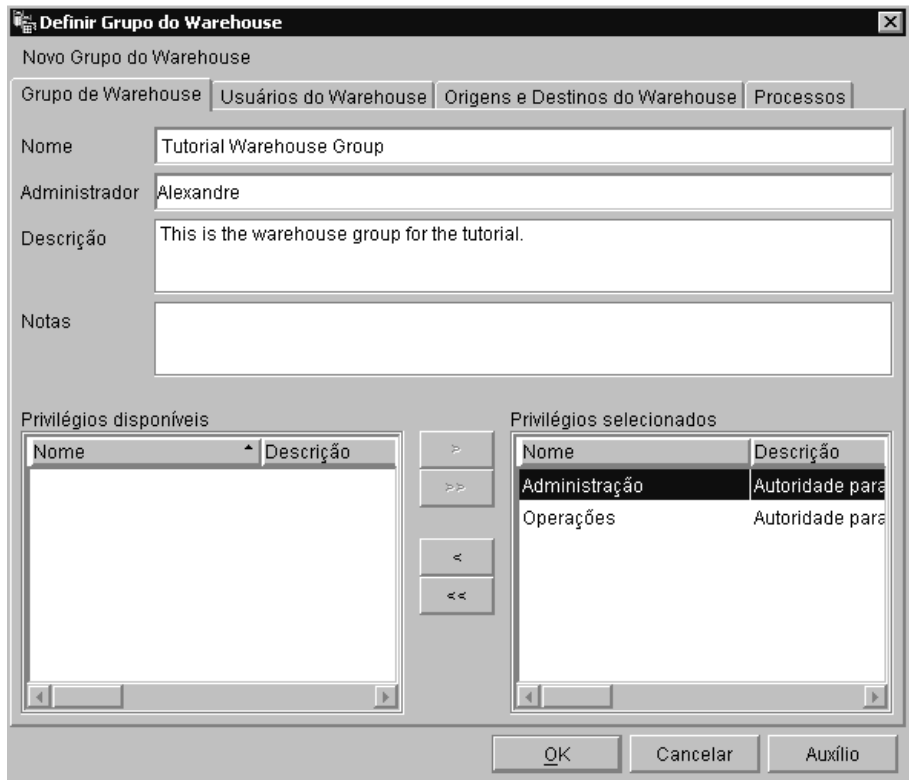 Definir Grupo do Warehouse
Novo Grupo do Warehouse
Grupo de Warehouse Usuários do Warehouse Origens e Destinos do Warehouse Processos
Nome Tutorial Warehouse Group
Administrador Alexandre
Descrição This is the warehouse group for the tutorial.
Notas
Privilégios disponíveis
Nome Descrição
>
>>
<
<<
Privilégios selecionados
Nome Descrição
Administração Autoridade para
Operações Autoridade para
OK Cancelar Auxílio